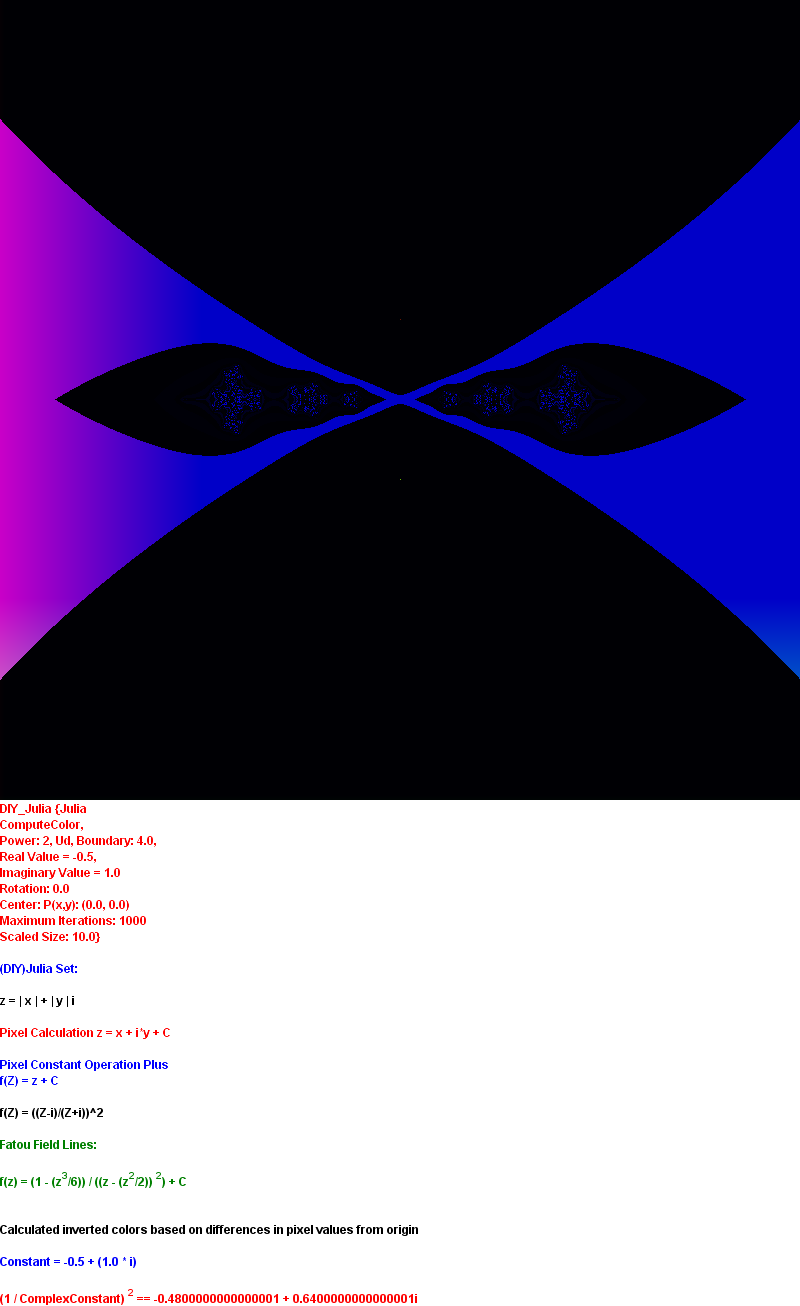 DIY_Julia {Julia
ComputeColor,
Power: 2, Ud, Boundary: 4.0,
Real Value = -0.5,
Imaginary Value = 1.0
Rotation: 0.0
Center: P(x,y): (0.0, 0.0)
Maximum Iterations: 1000
Scaled Size: 10.0}
(DIY)Julia Set:
z = | x | + | y | i
Pixel Calculation z = x + i*y + C
Pixel Constant Operation Plus
f(Z) = z + C
f(Z) = ((Z-i)/(Z+i))^2
Fatou Field Lines:
f(z) = (1 - (z³/6)) / ((z - (z²/2)) ²) + C
Calculated inverted colors based on differences in pixel values from origin
Constant = -0.5 + (1.0 * i)
(1 / ComplexConstant) ² == -0.4800000000000001 + 0.6400000000000001i